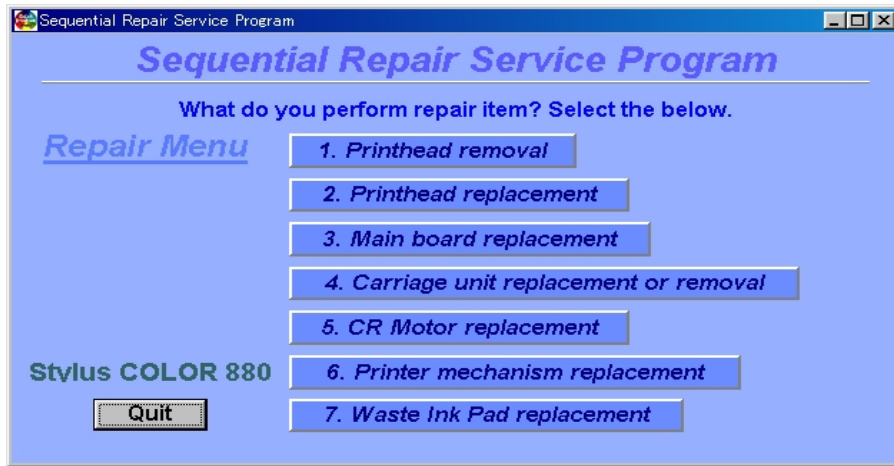 Sequential Repair Service Program
Sequential Repair Service Program
What do you perform repair item? Select the below.
Repair Menu
1. Printhead removal
2. Printhead replacement
3. Main board replacement
4. Carriage unit replacement or removal
5. CR Motor replacement
Stylus COLOR 880
6. Printer mechanism replacement
Quit
7. Waste Ink Pad replacement